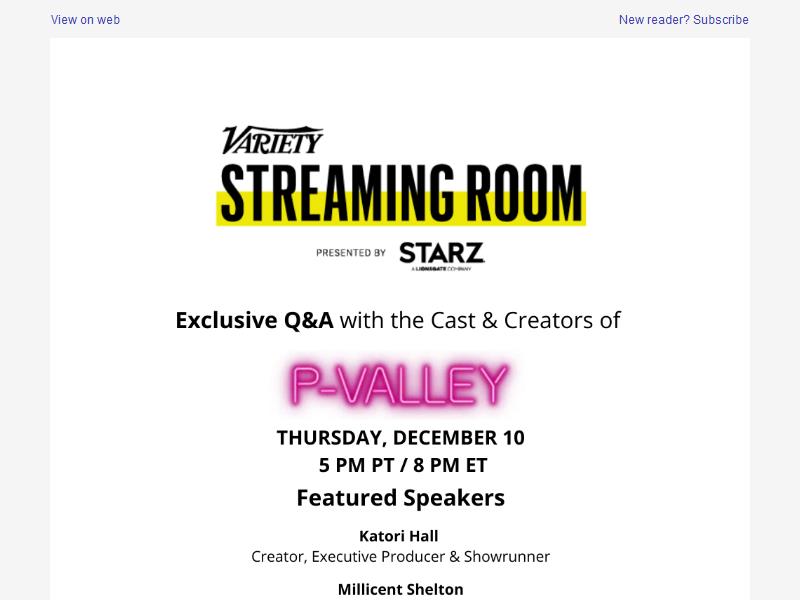 View on web
New reader? Subscribe
VARIETY
STREAMING ROOM
PRESENTED BY STARZ
A LIONSGATE COMPANY
Exclusive Q&A with the Cast & Creators of
P-VALLEY
THURSDAY, DECEMBER 10
5 PM PT / 8 PM ET
Featured Speakers
Katori Hall
Creator, Executive Producer & Showrunner
Millicent Shelton